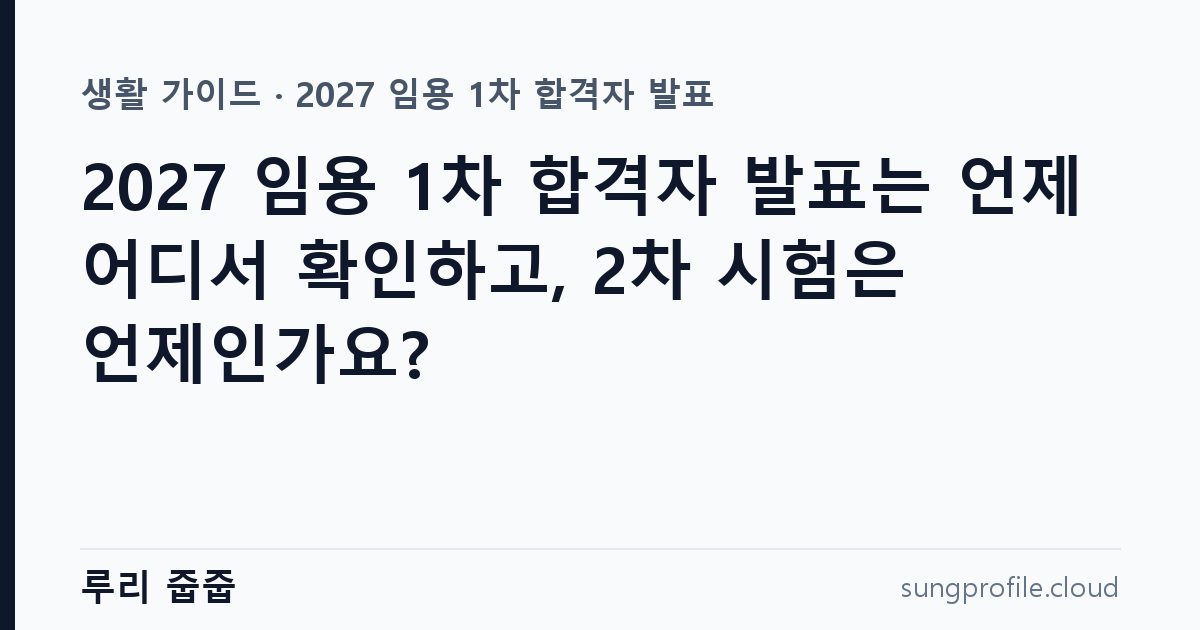 생활 가이드 · 2027 임용 1차 합격자 발표
2027 임용 1차 합격자 발표는 언제
어디서 확인하고, 2차 시험은
언제인가요?
루리 줍줍
sungprofile.cloud